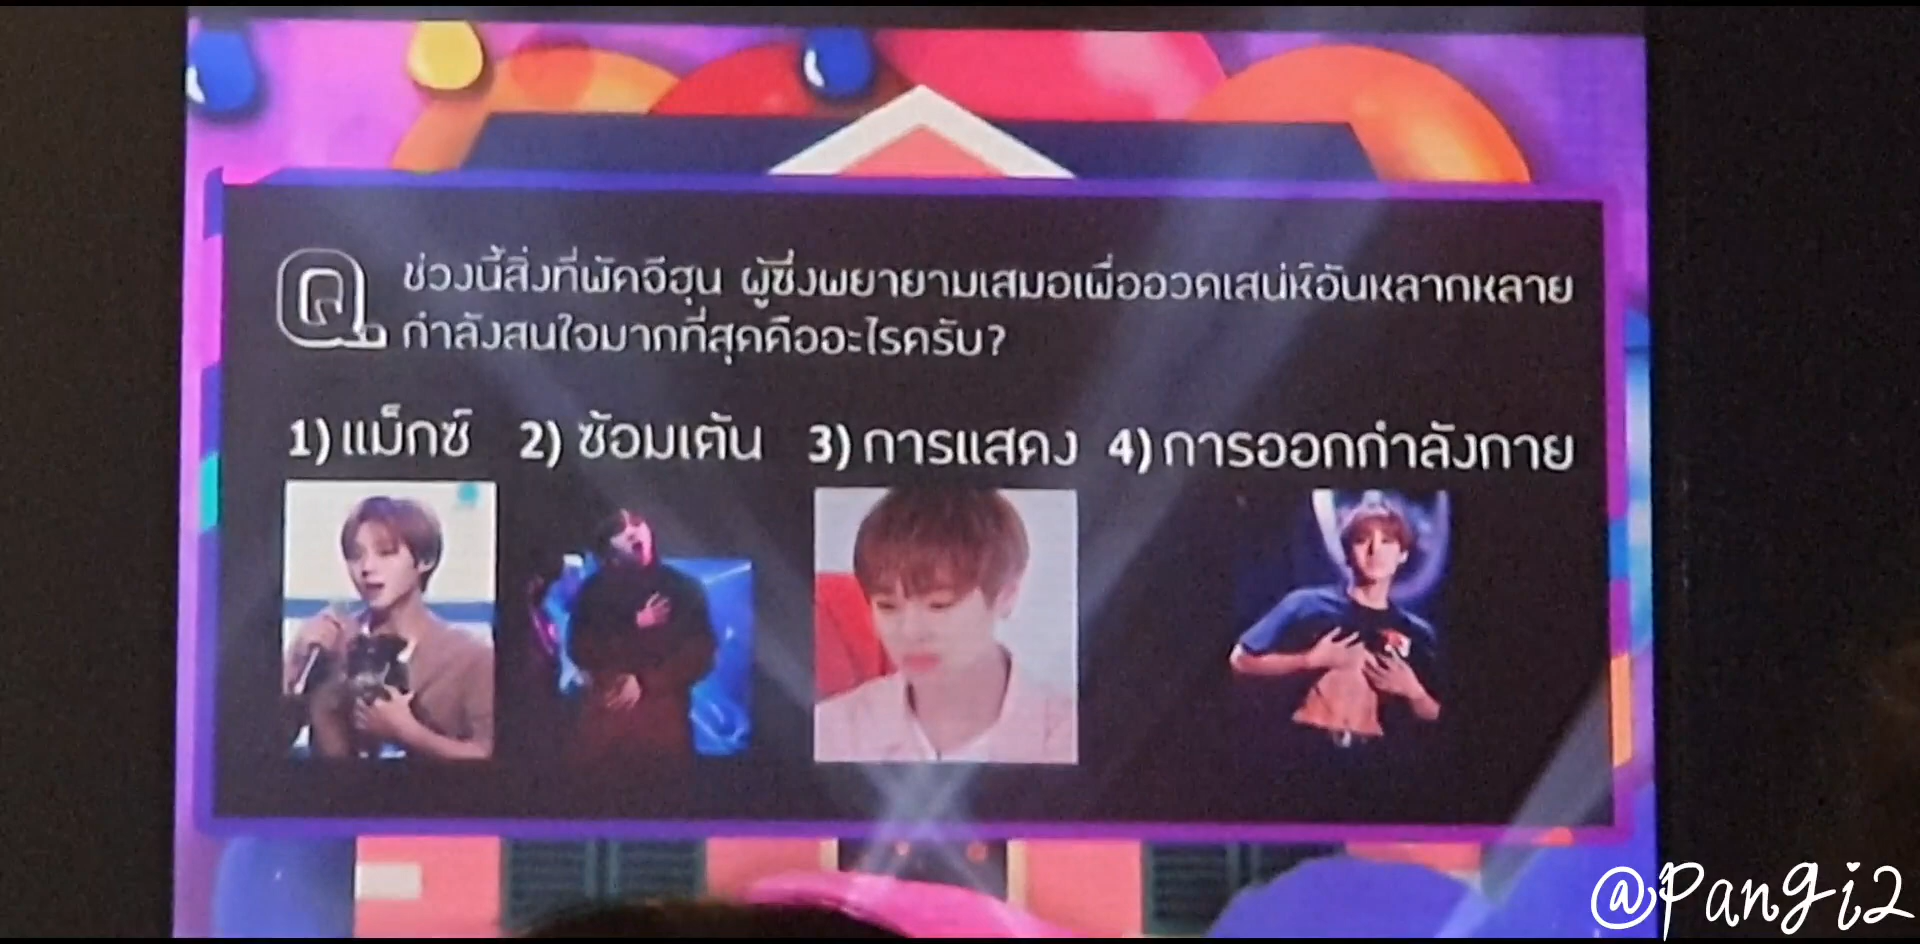 Q. ช่วงนี้สิ่งที่พัคจีฮุน ผู้ซึ่งพยายามเสมอเพื่ออวดเสน่ห์อันหลากหลาย
กำลังสนใจมากที่สุดคืออะไรครับ?
1) แม็กซ์ 2) ซ้อมเต้น 3) การแสดง 4) การออกกำลังกาย
@Pangi2